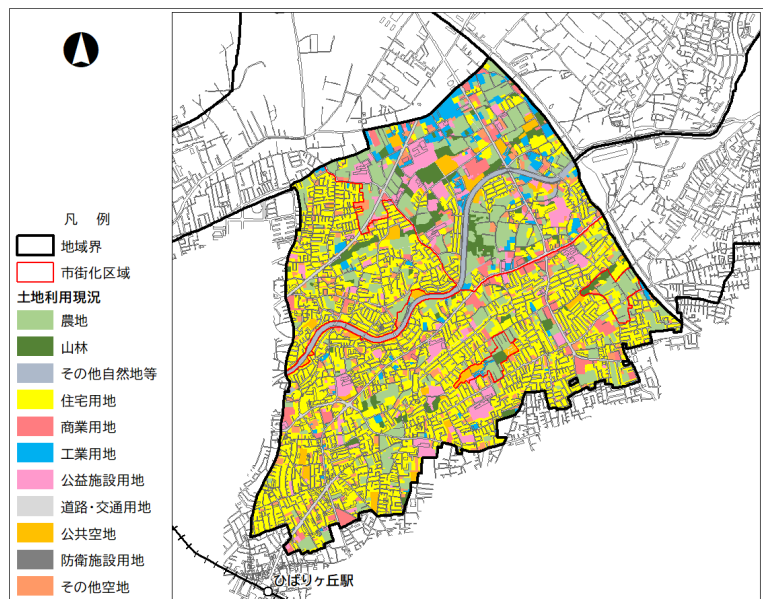 凡 例
地域界
市街化区域
土地利用現況
農地
山林
その他自然地等
住宅用地
商業用地
工業用地
公益施設用地
道路・交通用地
公共空地
防衛施設用地
その他空地
ひばりヶ丘駅